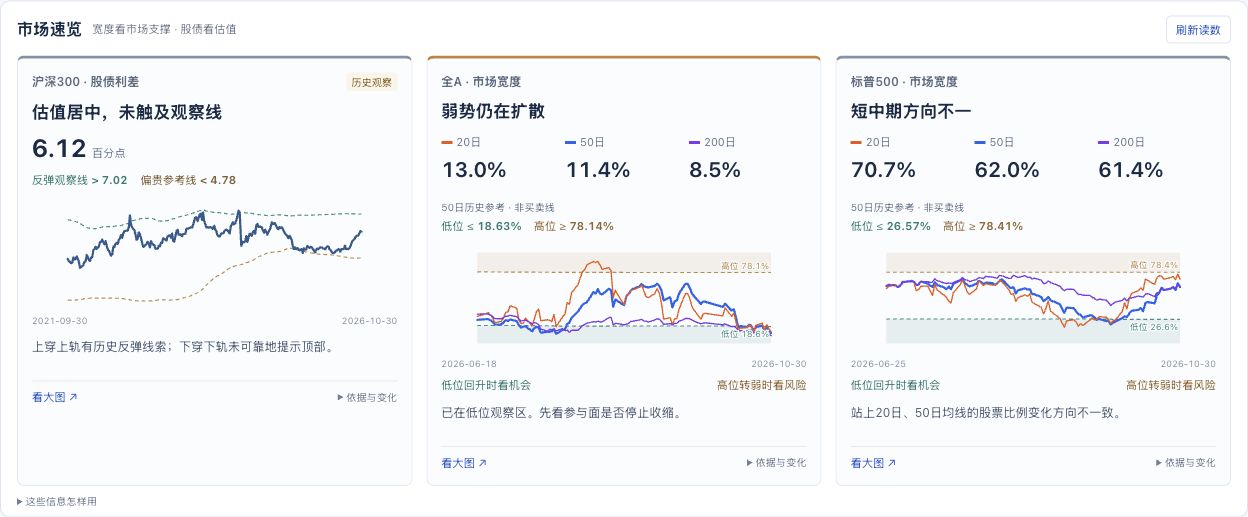 市场速览 宽度看市场支撑 · 股债看估值
刷新读数
沪深300 · 股债利差
历史观察
估值居中，未触及观察线
6.12 百分点
反弹观察线 > 7.02 偏贵参考线 < 4.78
2021-09-30 2026-10-30
上穿上轨有历史反弹线索；下穿下轨未可靠地提示顶部。
看大图 ↗
▶ 依据与变化
全A · 市场宽度
弱势仍在扩散
20日 50日 200日
13.0% 11.4% 8.5%
50日历史参考 · 非买卖线
低位 ≤ 18.63% 高位 ≥ 78.14%
高位 78.1%
低位 18.6%
2026-06-18 2026-10-30
低位回升时看机会 高位转弱时看风险
已在低位观察区。先看参与面是否停止收缩。
看大图 ↗
▶ 依据与变化
标普500 · 市场宽度
短中期方向不一
20日 50日 200日
70.7% 62.0% 61.4%
50日历史参考 · 非买卖线
低位 ≤ 26.57% 高位 ≥ 78.41%
高位 78.4%
低位 26.6%
2026-06-25 2026-10-30
低位回升时看机会 高位转弱时看风险
站上20日、50日均线的股票比例变化方向不一致。
看大图 ↗
▶ 依据与变化
▶ 这些信息怎样用